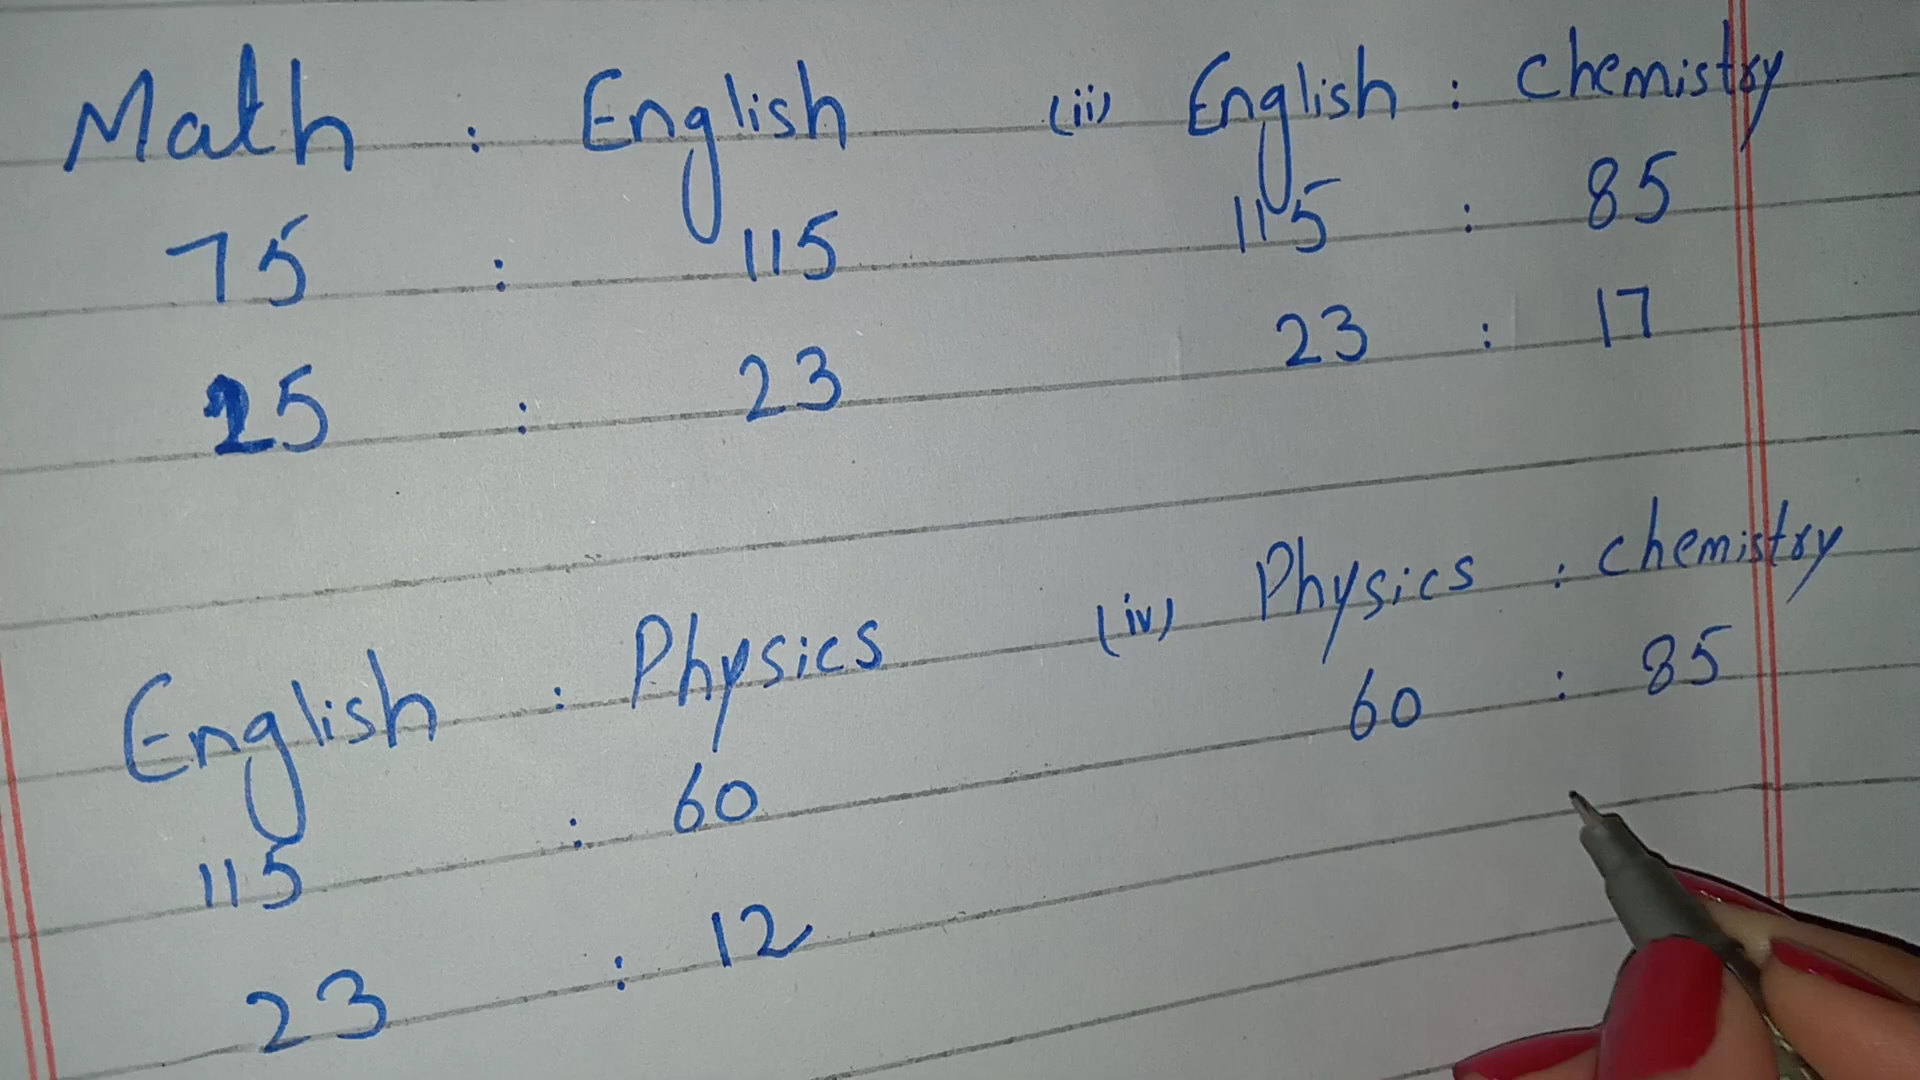 Math : English
75 : 115
25 : 23
(ii) English : Chemistry
115 : 85
23 : 17
English : Physics
115 : 60
23 : 12
(iv) Physics : Chemistry
60 : 85